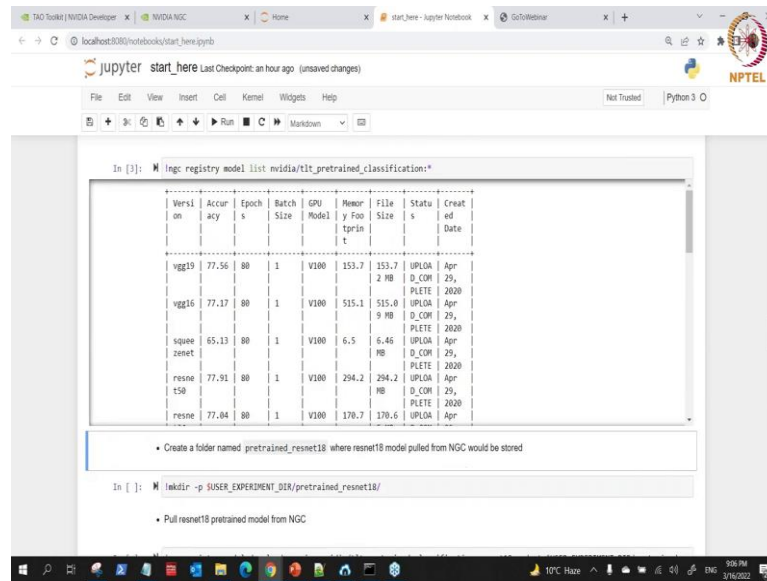 TAO Toolkit | NVIDIA Developer
NVIDIA NGC
Home
start_here - Jupyter Notebook
GoToWebinar
localhost:8080/notebooks/start_here.ipynb
NPTEL
jupyter start_here Last Checkpoint: an hour ago (unsaved changes)
File Edit View Insert Cell Kernel Widgets Help
Not Trusted
Python 3
Run
Markdown
In [3]: !ngc registry model list nvidia/tlt_pretrained_classification:*
| Versi | Accur | Epoch | Batch | GPU | Memor | File | Statu | Creat |
| on | acy | s | Size | Model | y Foo | Size | s | ed |
| | | | | | tprin | | | Date |
| | | | | | t | | | |
| vgg19 | 77.56 | 80 | 1 | V100 | 153.7 | 153.7 | UPLOA | Apr |
| | | | | | | 2 MB | D_COM | 29, |
| | | | | | | | PLETE | 2020 |
| vgg16 | 77.17 | 80 | 1 | V100 | 515.1 | 515.0 | UPLOA | Apr |
| | | | | | | 9 MB | D_COM | 29, |
| | | | | | | | PLETE | 2020 |
| squee | 65.13 | 80 | 1 | V100 | 6.5 | 6.46 | UPLOA | Apr |
| zenet | | | | | | MB | D_COM | 29, |
| | | | | | | | PLETE | 2020 |
| resne | 77.91 | 80 | 1 | V100 | 294.2 | 294.2 | UPLOA | Apr |
| t50 | | | | | | MB | D_COM | 29, |
| | | | | | | | PLETE | 2020 |
| resne | 77.04 | 80 | 1 | V100 | 170.7 | 170.6 | UPLOA | Apr |
• Create a folder named pretrained_resnet18 where resnet18 model pulled from NGC would be stored
In [ ]: !mkdir -p $USER_EXPERIMENT_DIR/pretrained_resnet18/
• Pull resnet18 pretrained model from NGC
10°C Haze
ENG
9:06 PM
3/16/2022